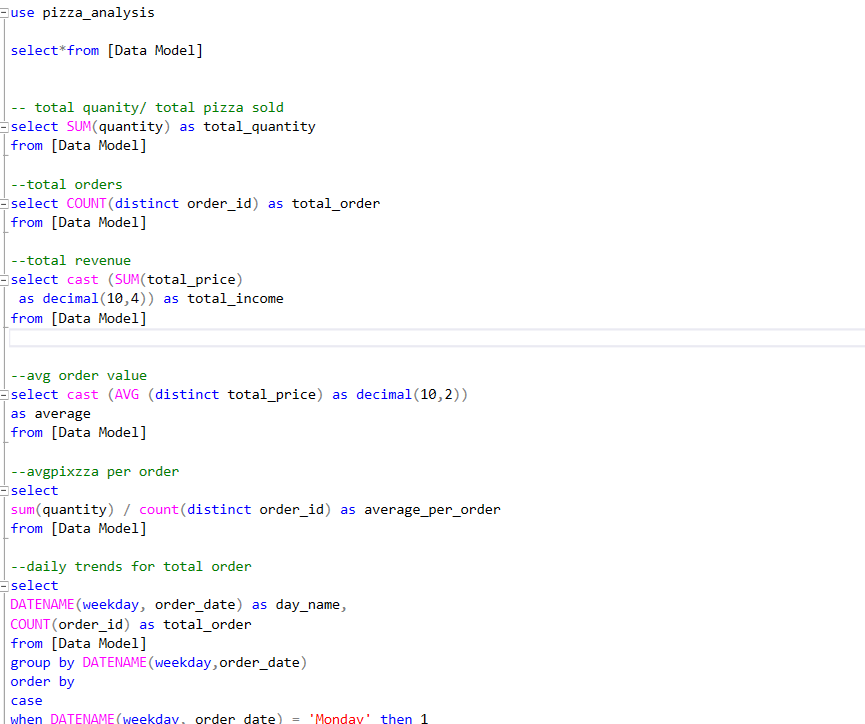 use pizza_analysis
select*from [Data Model]
-- total quanity/ total pizza sold
select SUM(quantity) as total_quantity
from [Data Model]
--total orders
select COUNT(distinct order_id) as total_order
from [Data Model]
--total revenue
select cast (SUM(total_price)
as decimal(10,4)) as total_income
from [Data Model]
--avg order value
select cast (AVG (distinct total_price) as decimal(10,2))
as average
from [Data Model]
--avgpixzza per order
select
sum(quantity) / count(distinct order_id) as average_per_order
from [Data Model]
--daily trends for total order
select
DATENAME(weekday, order_date) as day_name,
COUNT(order_id) as total_order
from [Data Model]
group by DATENAME(weekday,order_date)
order by
case
when DATENAME(weekday, order_date) = 'Monday' then 1